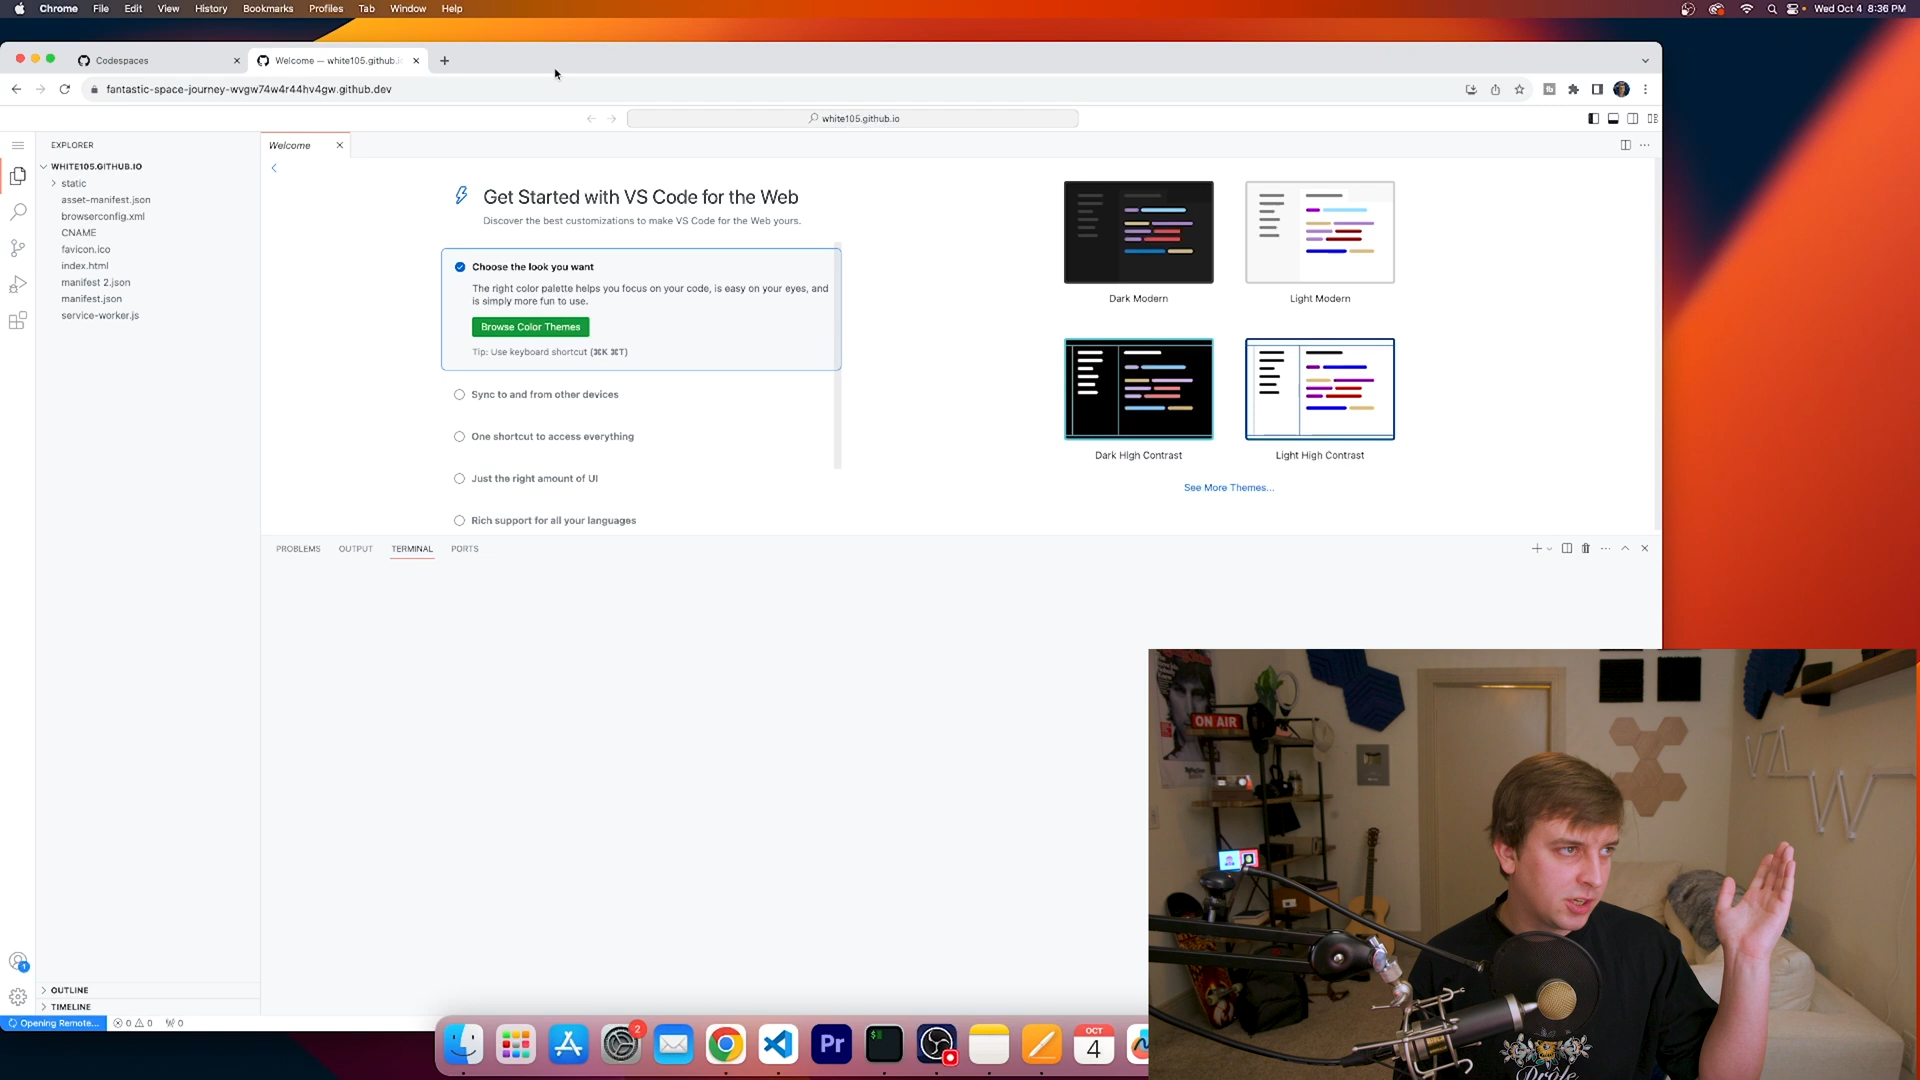 Chrome File Edit View History Bookmarks Profiles Tab Window Help
Wed Oct 4 8:36 PM
Codespaces
Welcome — white105.github.i
fantastic-space-journey-wvgw74w4r44hv4gw.github.dev
white105.github.io
EXPLORER
WHITE105.GITHUB.IO
static
asset-manifest.json
browserconfig.xml
CNAME
favicon.ico
index.html
manifest 2.json
manifest.json
service-worker.js
OUTLINE
TIMELINE
Welcome
Get Started with VS Code for the Web
Discover the best customizations to make VS Code for the Web yours.
Choose the look you want
The right color palette helps you focus on your code, is easy on your eyes, and
is simply more fun to use.
Browse Color Themes
Tip: Use keyboard shortcut (⌘K ⌘T)
Sync to and from other devices
One shortcut to access everything
Just the right amount of UI
Rich support for all your languages
Dark Modern
Light Modern
Dark High Contrast
Light High Contrast
See More Themes...
PROBLEMS OUTPUT TERMINAL PORTS
1
Opening Remote...
0 0 0
2
Pr
$
OCT
4
ON AIR
Drôle